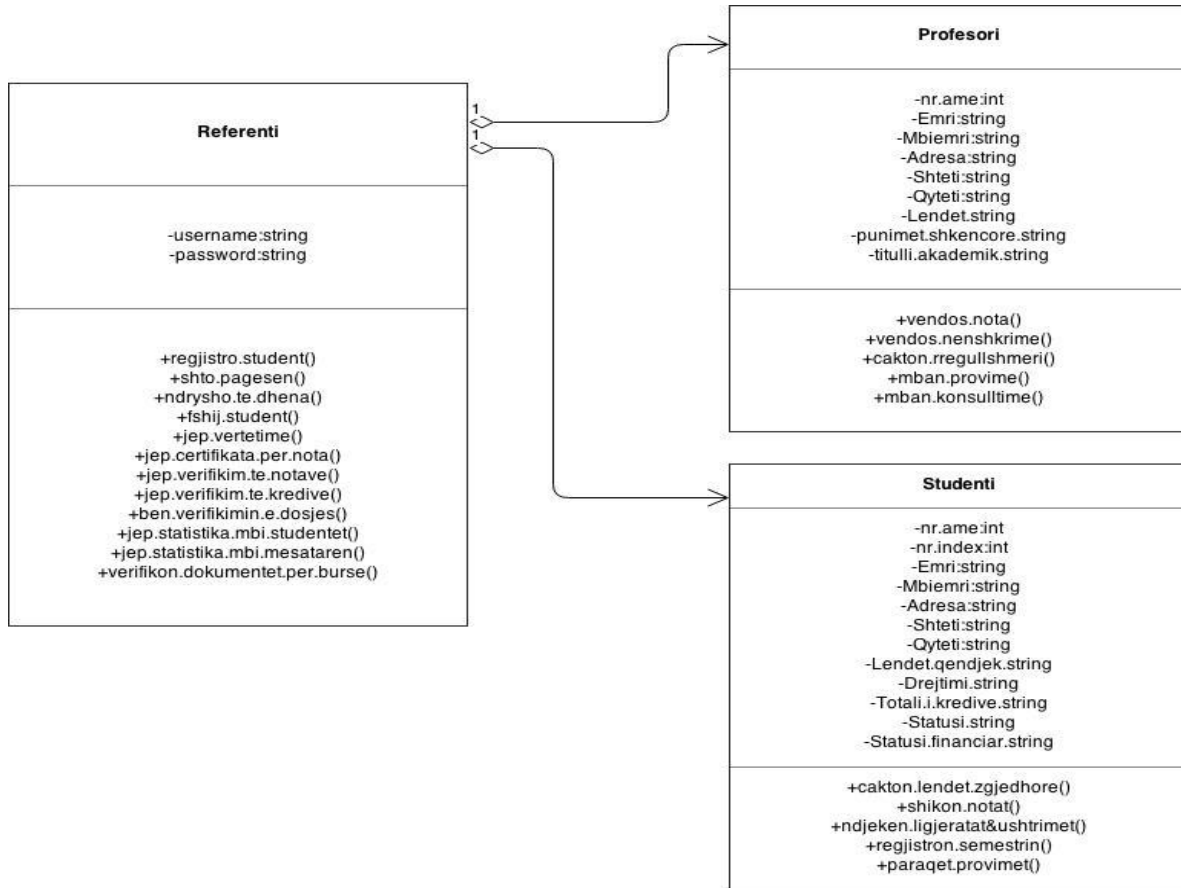 Referenti
-username:string
-password:string
+regjistro.student()
+shto.pagesen()
+ndrysho.te.dhena()
+fshij.student()
+jep.vertetime()
+jep.certifikata.per.nota()
+jep.verifikim.te.notave()
+jep.verifikim.te.kredive()
+ben.verifikimin.e.dosjes()
+jep.statistika.mbi.studentet()
+jep.statistika.mbi.mesataren()
+verifikon.dokumentet.per.burse()
1
1
Profesori
-nr.ame:int
-Emri:string
-Mbiemri:string
-Adresa:string
-Shteti:string
-Qyteti:string
-Lendet.string
-punimet.shkencore.string
-titulli.akademik.string
+vendos.nota()
+vendos.nenshkrime()
+cakton.rregullshmeri()
+mban.provime()
+mban.konsulltime()
Studenti
-nr.ame:int
-nr.index:int
-Emri:string
-Mbiemri:string
-Adresa:string
-Shteti:string
-Qyteti:string
-Lendet.qendjek.string
-Drejtimi.string
-Totali.i.kredive.string
-Statusi.string
-Statusi.financiar.string
+cakton.lendet.zgjedhore()
+shikon.notat()
+ndjeken.ligjeratat&ushtrimet()
+regjistron.semestrin()
+paraqet.provimet()